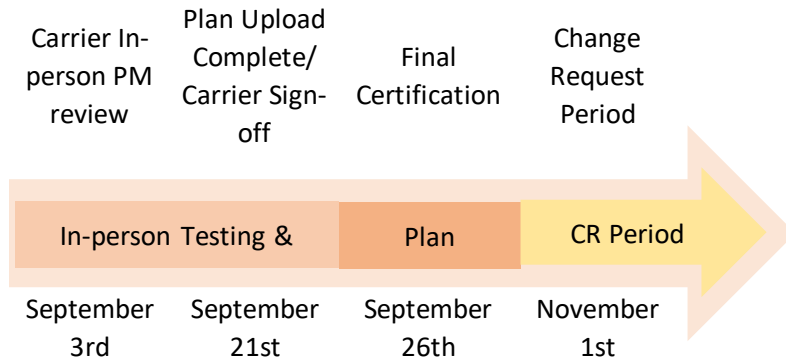 Carrier In-
person PM
review
Plan Upload
Complete/
Carrier Sign-
off
Final
Certification
Change
Request
Period
In-person Testing &
Plan
CR Period
September
3rd
September
21st
September
26th
November
1st